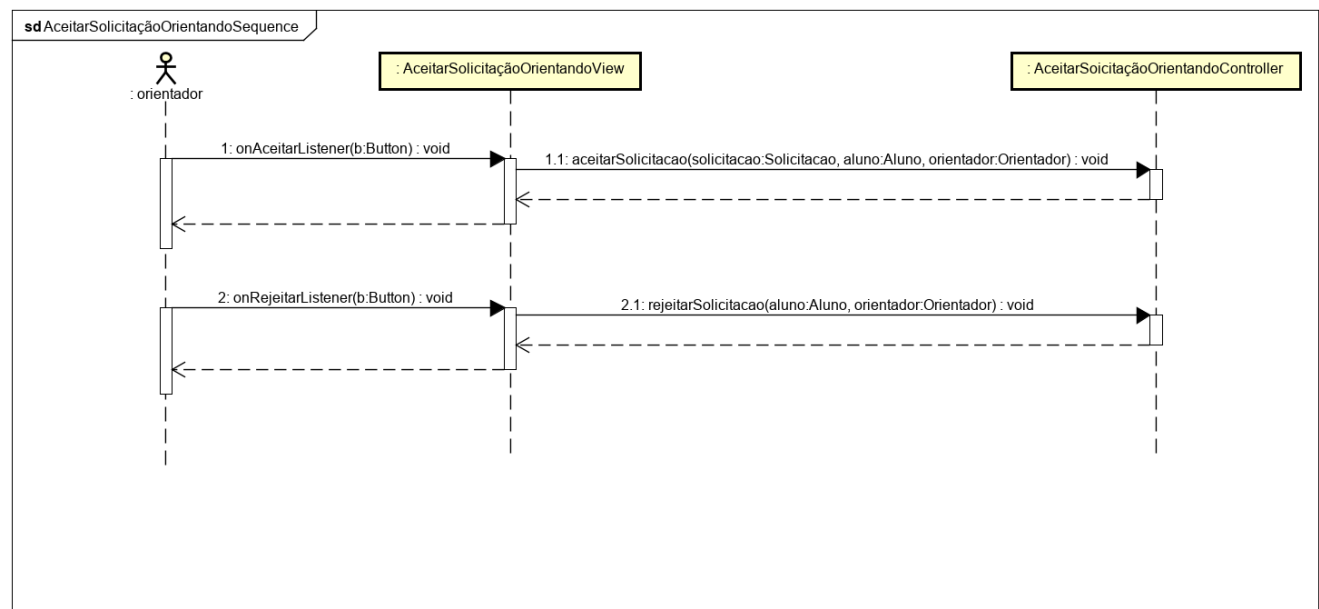 sd AceitarSolicitaçãoOrientandoSequence
: orientador
: AceitarSolicitaçãoOrientandoView
: AceitarSoicitaçãoOrientandoController
1: onAceitarListener(b:Button) : void
1.1: aceitarSolicitacao(solicitacao:Solicitacao, aluno:Aluno, orientador:Orientador) : void
2: onRejeitarListener(b:Button) : void
2.1: rejeitarSolicitacao(aluno:Aluno, orientador:Orientador) : void